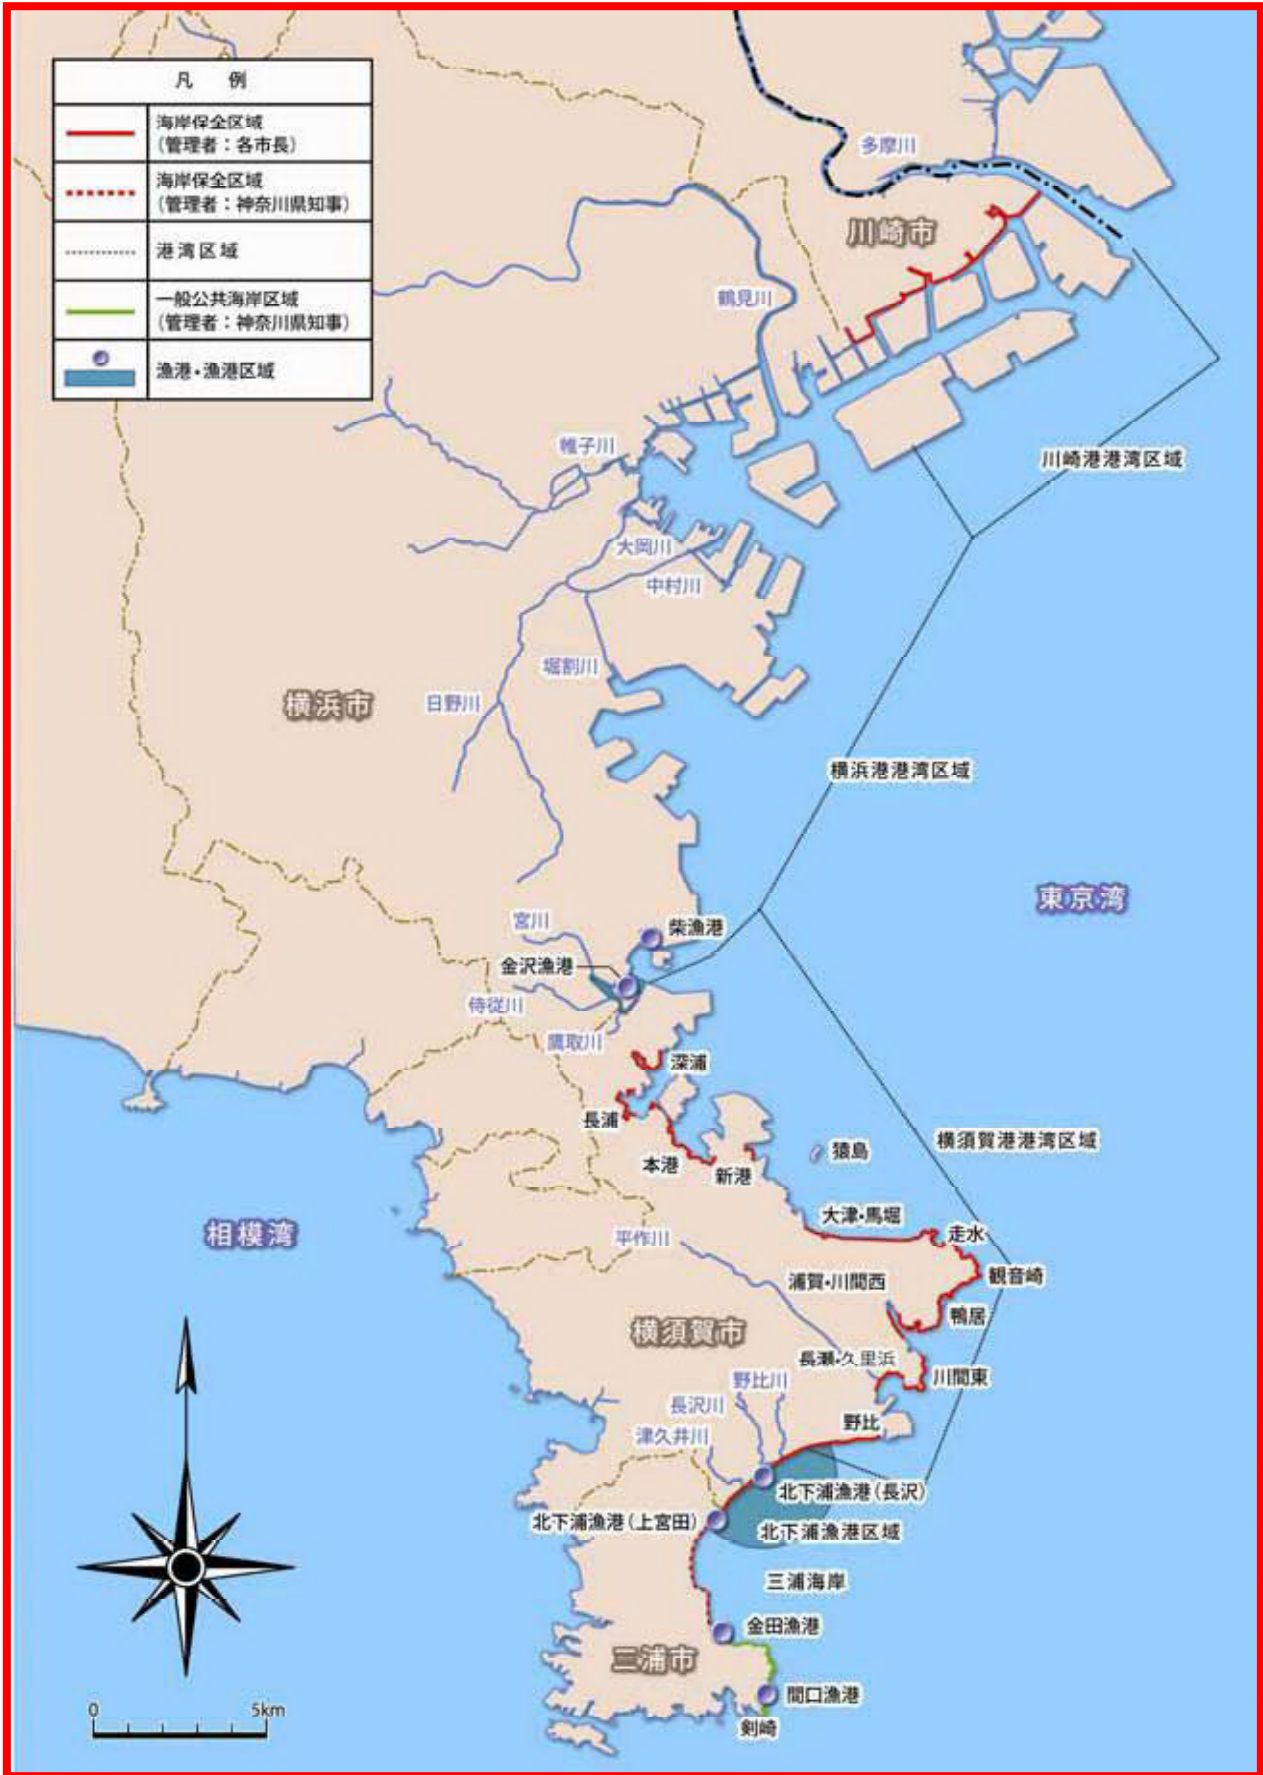 凡 例
海岸保全区域
(管理者：各市長)
海岸保全区域
(管理者：神奈川県知事)
港湾区域
一般公共海岸区域
(管理者：神奈川県知事)
漁港・漁港区域
多摩川
川崎市
鶴見川
帷子川
川崎港港湾区域
大岡川
中村川
堀割川
日野川
横浜市
横浜港港湾区域
東京湾
宮川
柴漁港
金沢漁港
侍従川
鷹取川
深浦
長浦
本港
新港
猿島
横須賀港港湾区域
大津・馬堀
走水
相模湾
平作川
観音崎
浦賀・川間西
鴨居
横須賀市
長瀬・久里浜
川間東
野比川
長沢川
津久井川
野比
北下浦漁港(長沢)
北下浦漁港(上宮田)
北下浦漁港区域
三浦海岸
金田漁港
三浦市
間口漁港
剣崎
0 5km